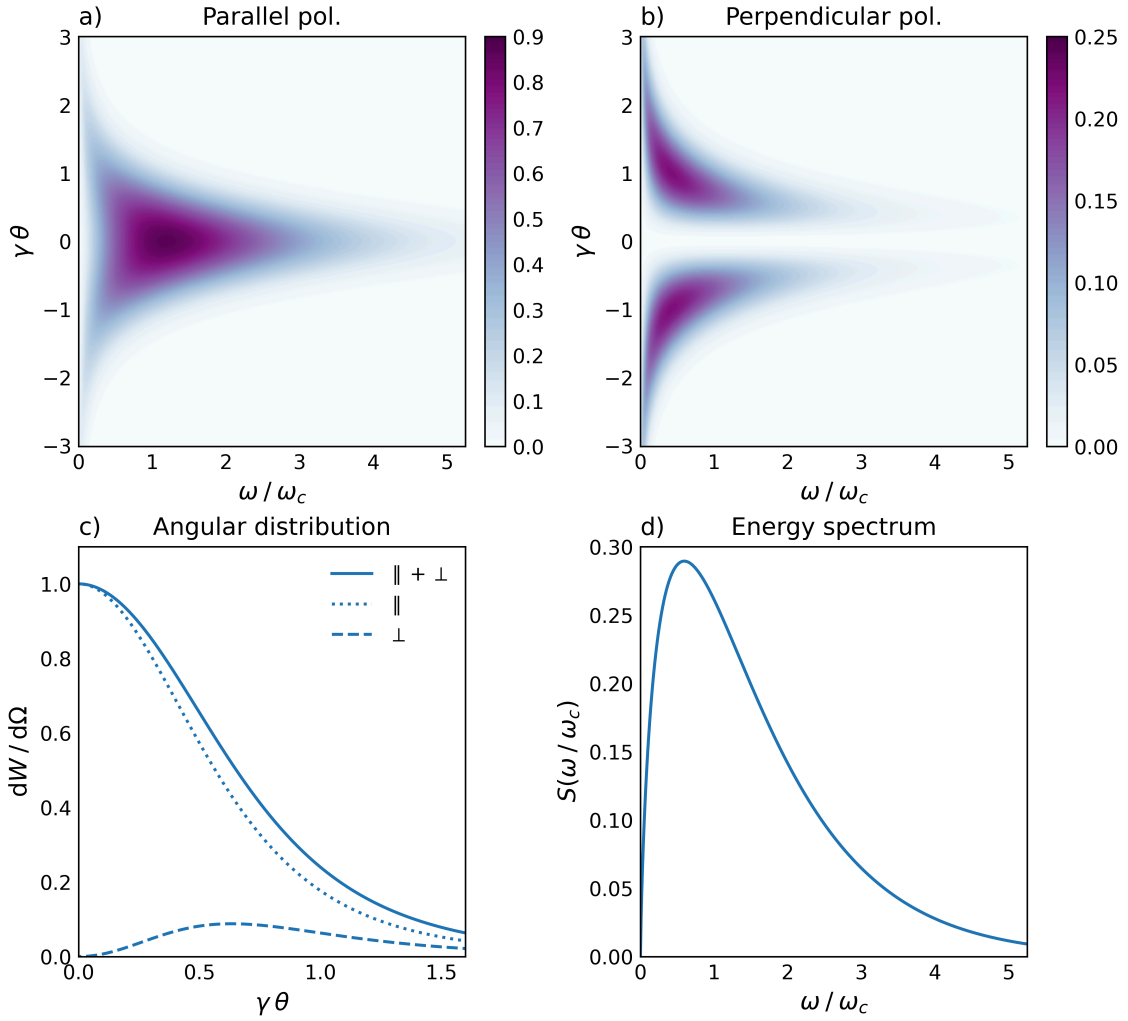 a) Parallel pol.
3
2
1
0
−1
−2
−3
γ θ
0 1 2 3 4 5
ω / ω_c
0.9
0.8
0.7
0.6
0.5
0.4
0.3
0.2
0.1
0.0
b) Perpendicular pol.
3
2
1
0
−1
−2
−3
γ θ
0 1 2 3 4 5
ω / ω_c
0.25
0.20
0.15
0.10
0.05
0.00
c) Angular distribution
1.0
0.8
0.6
0.4
0.2
0.0
dW / dΩ
∥ + ⊥
∥
⊥
0.0 0.5 1.0 1.5
γ θ
d) Energy spectrum
0.30
0.25
0.20
0.15
0.10
0.05
0.00
S(ω / ω_c)
0 1 2 3 4 5
ω / ω_c